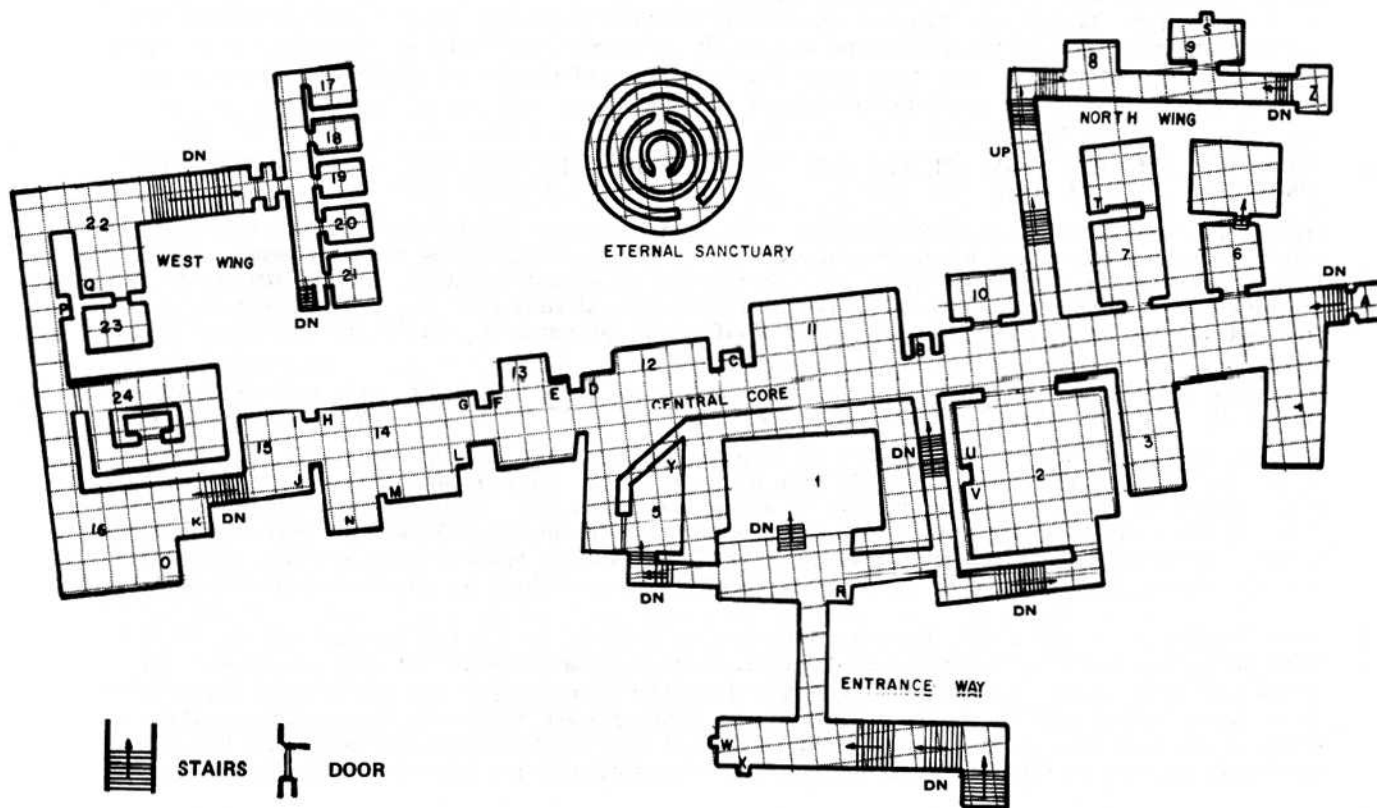 S
9
8
Z
DN
NORTH WING
UP
17
18
19
20
21
DN
22
WEST WING
Q
P
23
DN
ETERNAL SANCTUARY
T
7
6
DN
A
10
11
B
12
C
13
E
D
CENTRAL CORE
F
G
H
I
14
15
24
L
J
M
N
K
DN
16
O
Y
5
1
DN
DN
U
V
2
3
4
DN
R
DN
ENTRANCE WAY
W
X
DN
STAIRS
DOOR